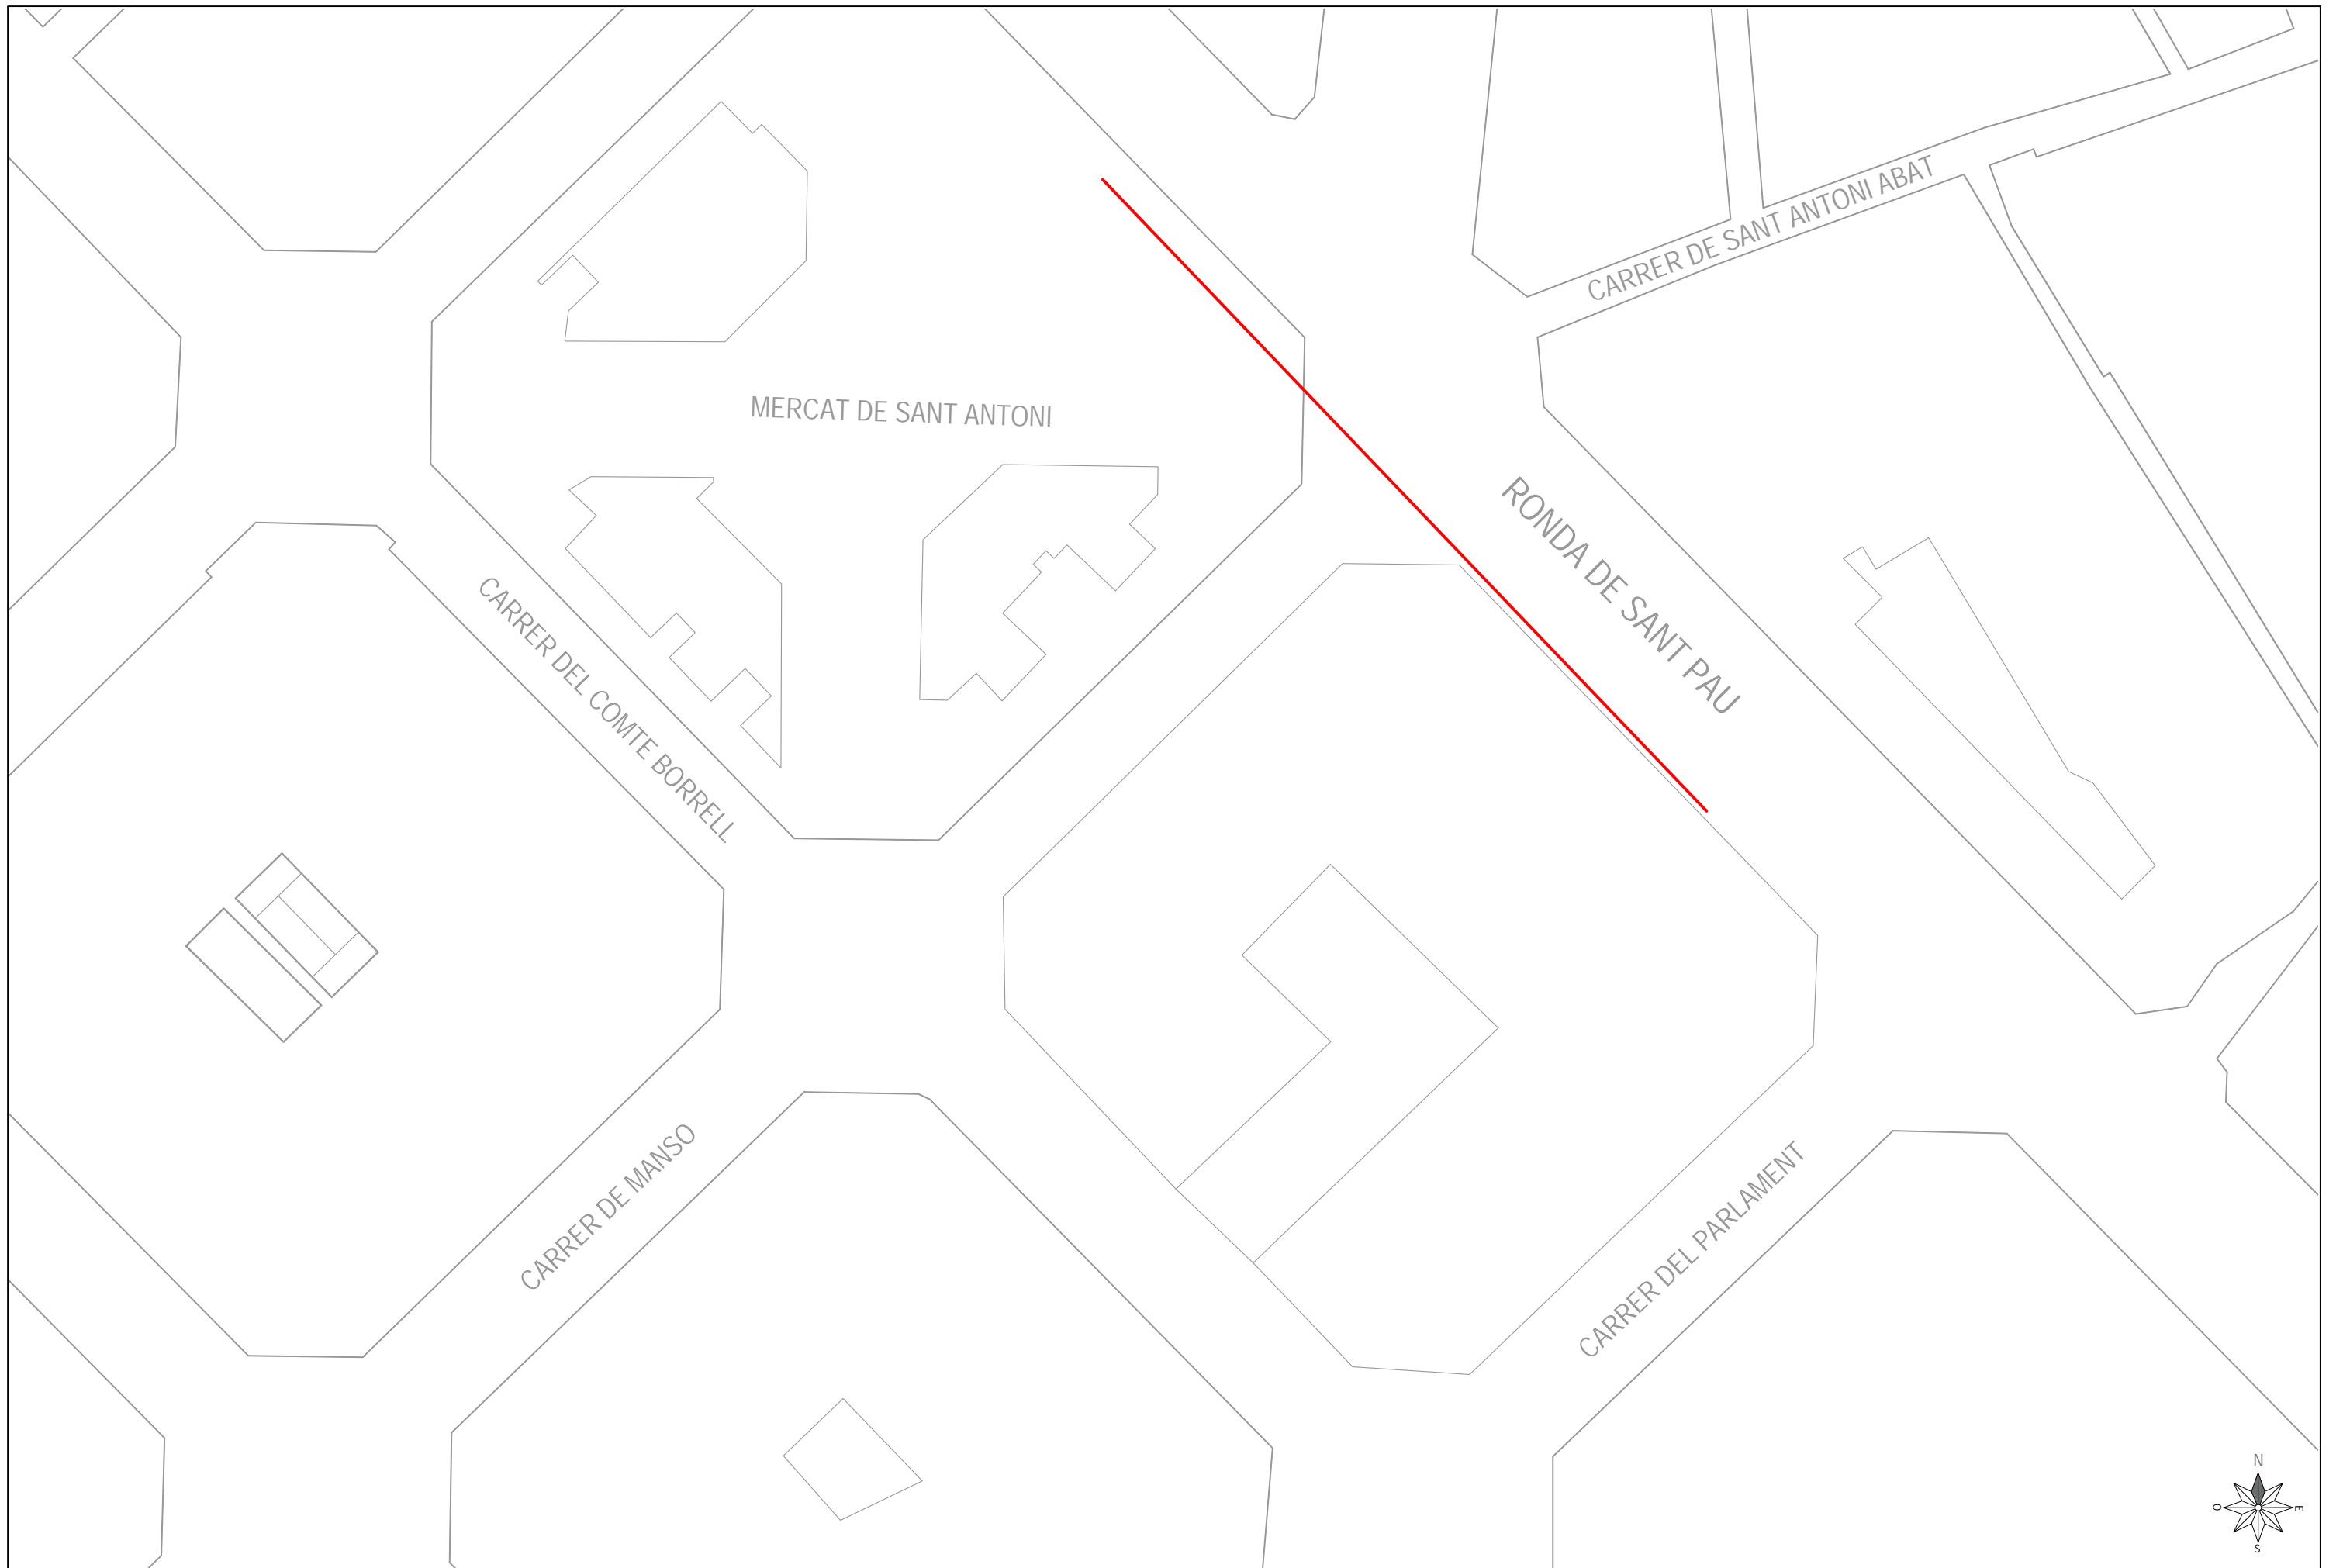 CARRER DE SANT ANTONI ABAT
MERCAT DE SANT ANTONI
RONDA DE SANT PAU
CARRER DEL COMTE BORRELL
CARRER DE MANSO
CARRER DEL PARLAMENT
N
O E
S